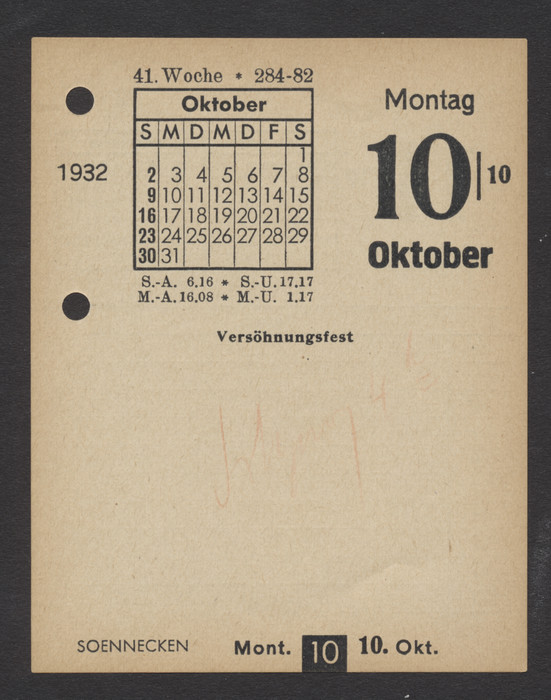 41. Woche * 284-82
Oktober
S M D M D F S
1
2 3 4 5 6 7 8
9 10 11 12 13 14 15
16 17 18 19 20 21 22
23 24 25 26 27 28 29
30 31
S.-A. 6.16 * S.-U. 17.17
M.-A. 16.08 * M.-U. 1.17
1932
Montag
10 | 10
Oktober
Versöhnungsfest
SOENNECKEN
Mont. 10 10. Okt.